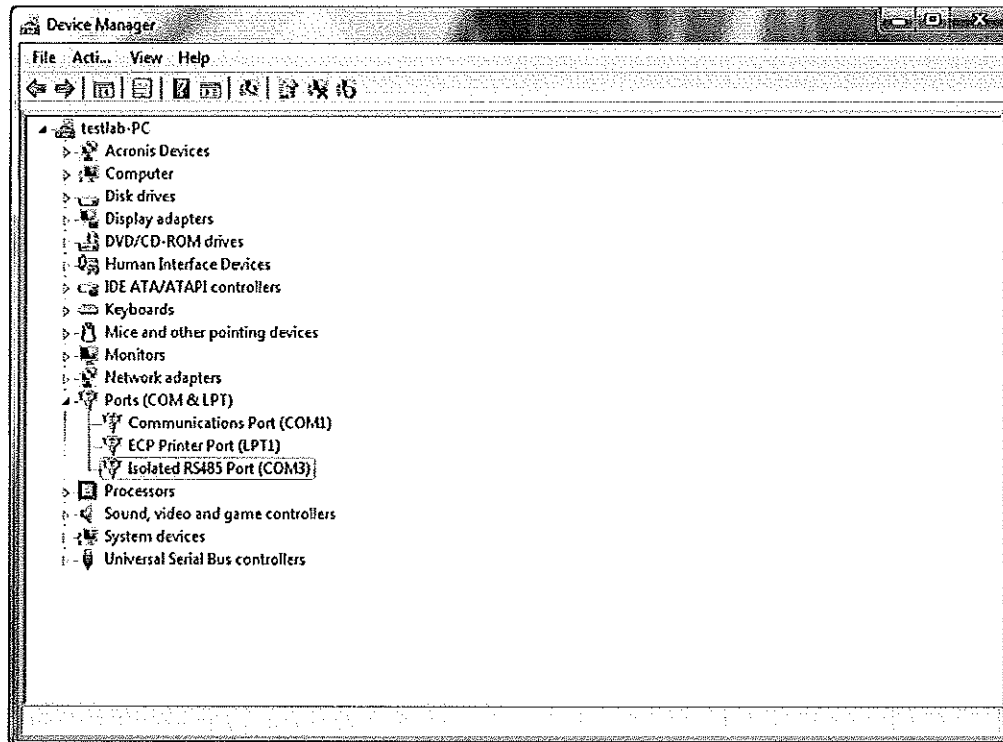 Device Manager
File Acti... View Help
testlab-PC
Acronis Devices
Computer
Disk drives
Display adapters
DVD/CD-ROM drives
Human Interface Devices
IDE ATA/ATAPI controllers
Keyboards
Mice and other pointing devices
Monitors
Network adapters
Ports (COM & LPT)
Communications Port (COM1)
ECP Printer Port (LPT1)
Isolated RS485 Port (COM3)
Processors
Sound, video and game controllers
System devices
Universal Serial Bus controllers